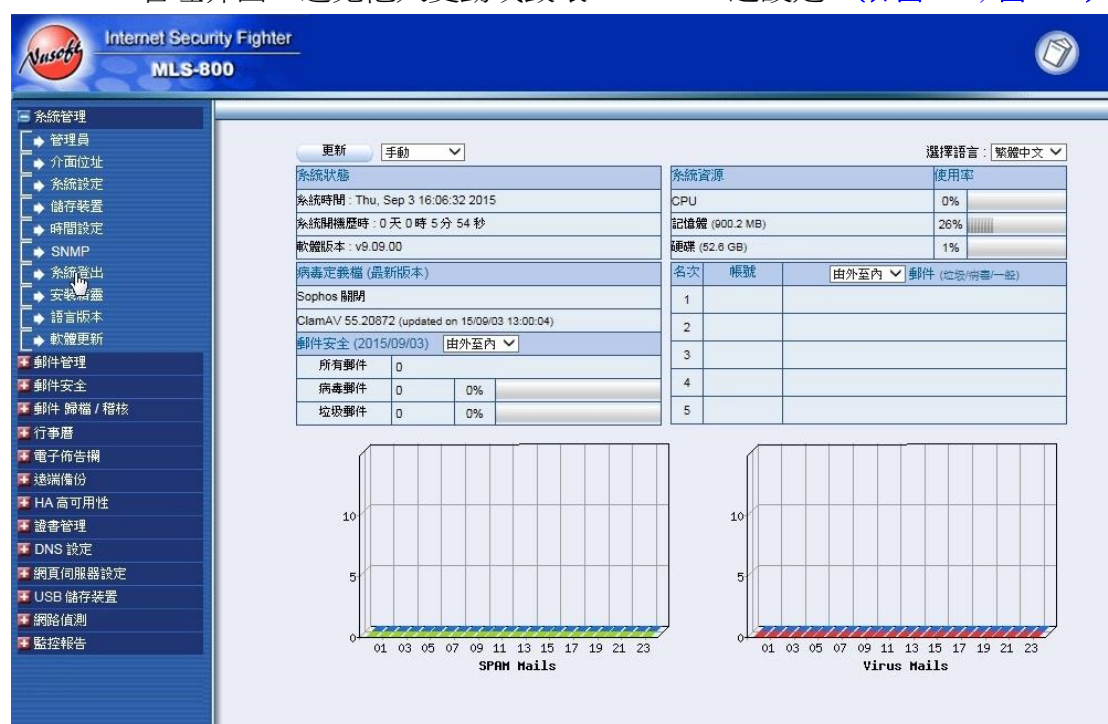 Nusoft
Internet Security Fighter
MLS-800
系統管理
管理員
介面位址
系統設定
儲存裝置
時間設定
SNMP
系統登出
安裝精靈
語言版本
軟體更新
郵件管理
郵件安全
郵件 歸檔 / 稽核
行事曆
電子佈告欄
遠端備份
HA 高可用性
證書管理
DNS 設定
網頁伺服器設定
USB 儲存裝置
網路偵測
監控報告
更新 手動
選擇語言 : 繁體中文
系統狀態
系統時間 : Thu, Sep 3 16:06:32 2015
系統開機歷時 : 0 天 0 時 5 分 54 秒
軟體版本 : v9.09.00
病毒定義檔 (最新版本)
Sophos 關閉
ClamAV 55.20872 (updated on 15/09/03 13:00:04)
郵件安全 (2015/09/03) 由外至內
所有郵件 0
病毒郵件 0 0%
垃圾郵件 0 0%
系統資源 使用率
CPU 0%
記憶體 (900.2 MB) 26%
硬碟 (52.6 GB) 1%
名次 帳號 由外至內 郵件 (垃圾/病毒/一般)
1
2
3
4
5
10
5
0
01 03 05 07 09 11 13 15 17 19 21 23
SPAM Mails
10
5
0
01 03 05 07 09 11 13 15 17 19 21 23
Virus Mails